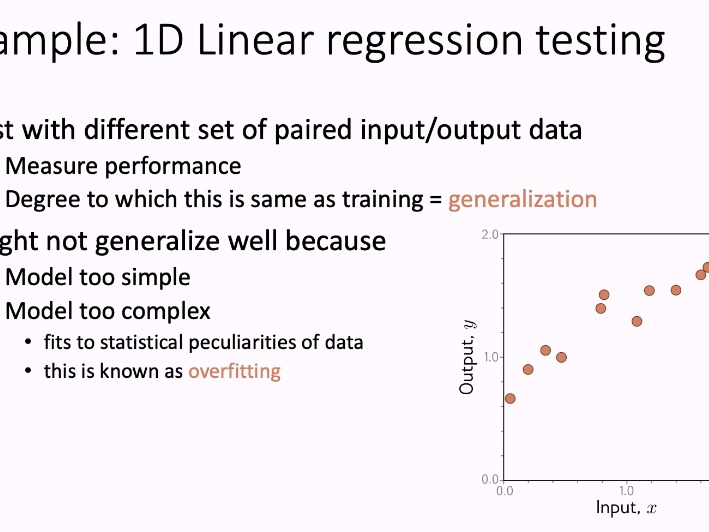 ample: 1D Linear regression testing
st with different set of paired input/output data
Measure performance
Degree to which this is same as training = generalization
ght not generalize well because
Model too simple
Model too complex
• fits to statistical peculiarities of data
• this is known as overfitting
2.0
1.0
0.0
Output, y
0.0 1.0
Input, x